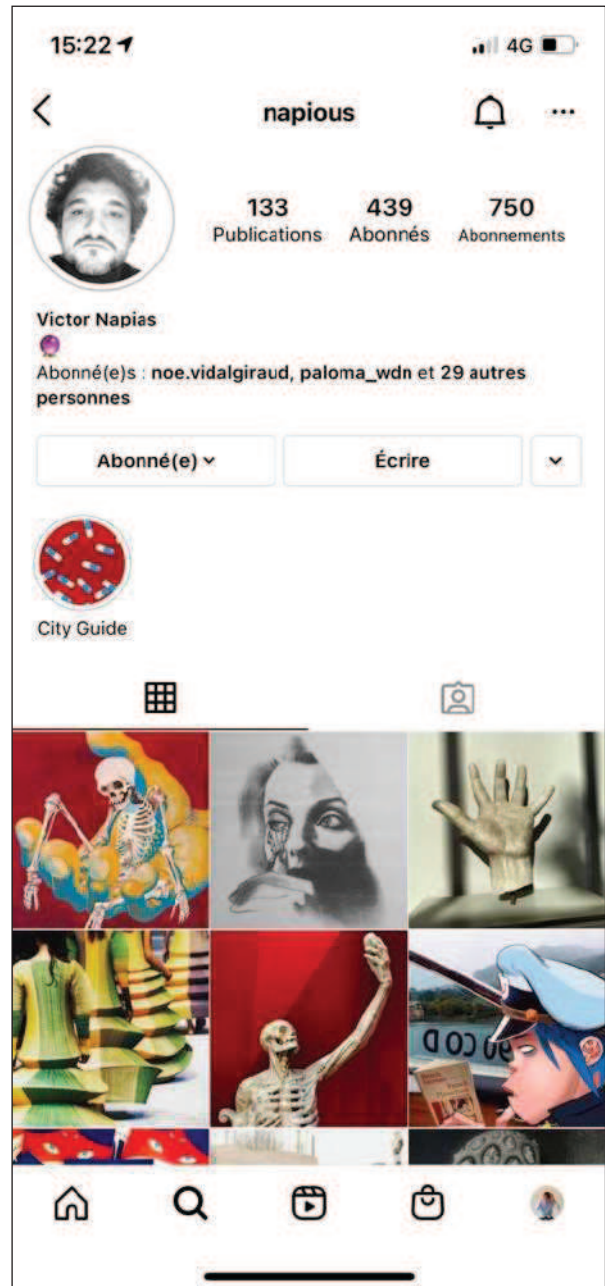 15:22
4G
napious
133 439 750
Publications Abonnés Abonnements
Victor Napias
Abonné(e)s : noe.vidalgiraud, paloma_wdn et 29 autres
personnes
Abonné(e) Écrire
City Guide